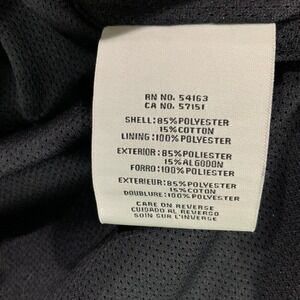 RN NO. 54163
CA NO. 57151
SHELL:85%POLYESTER
15%COTTON
LINING:100%POLYESTER
EXTERIOR:85%POLIESTER
15%ALGODON
FORRO:100%POLIESTER
EXTERIEUR:85%POLYESTER
15%COTON
DOUBLURE:100%POLYESTER
CARE ON REVERSE
CUIDADO AL REVERSO
SOIN SUR L'INVERSE